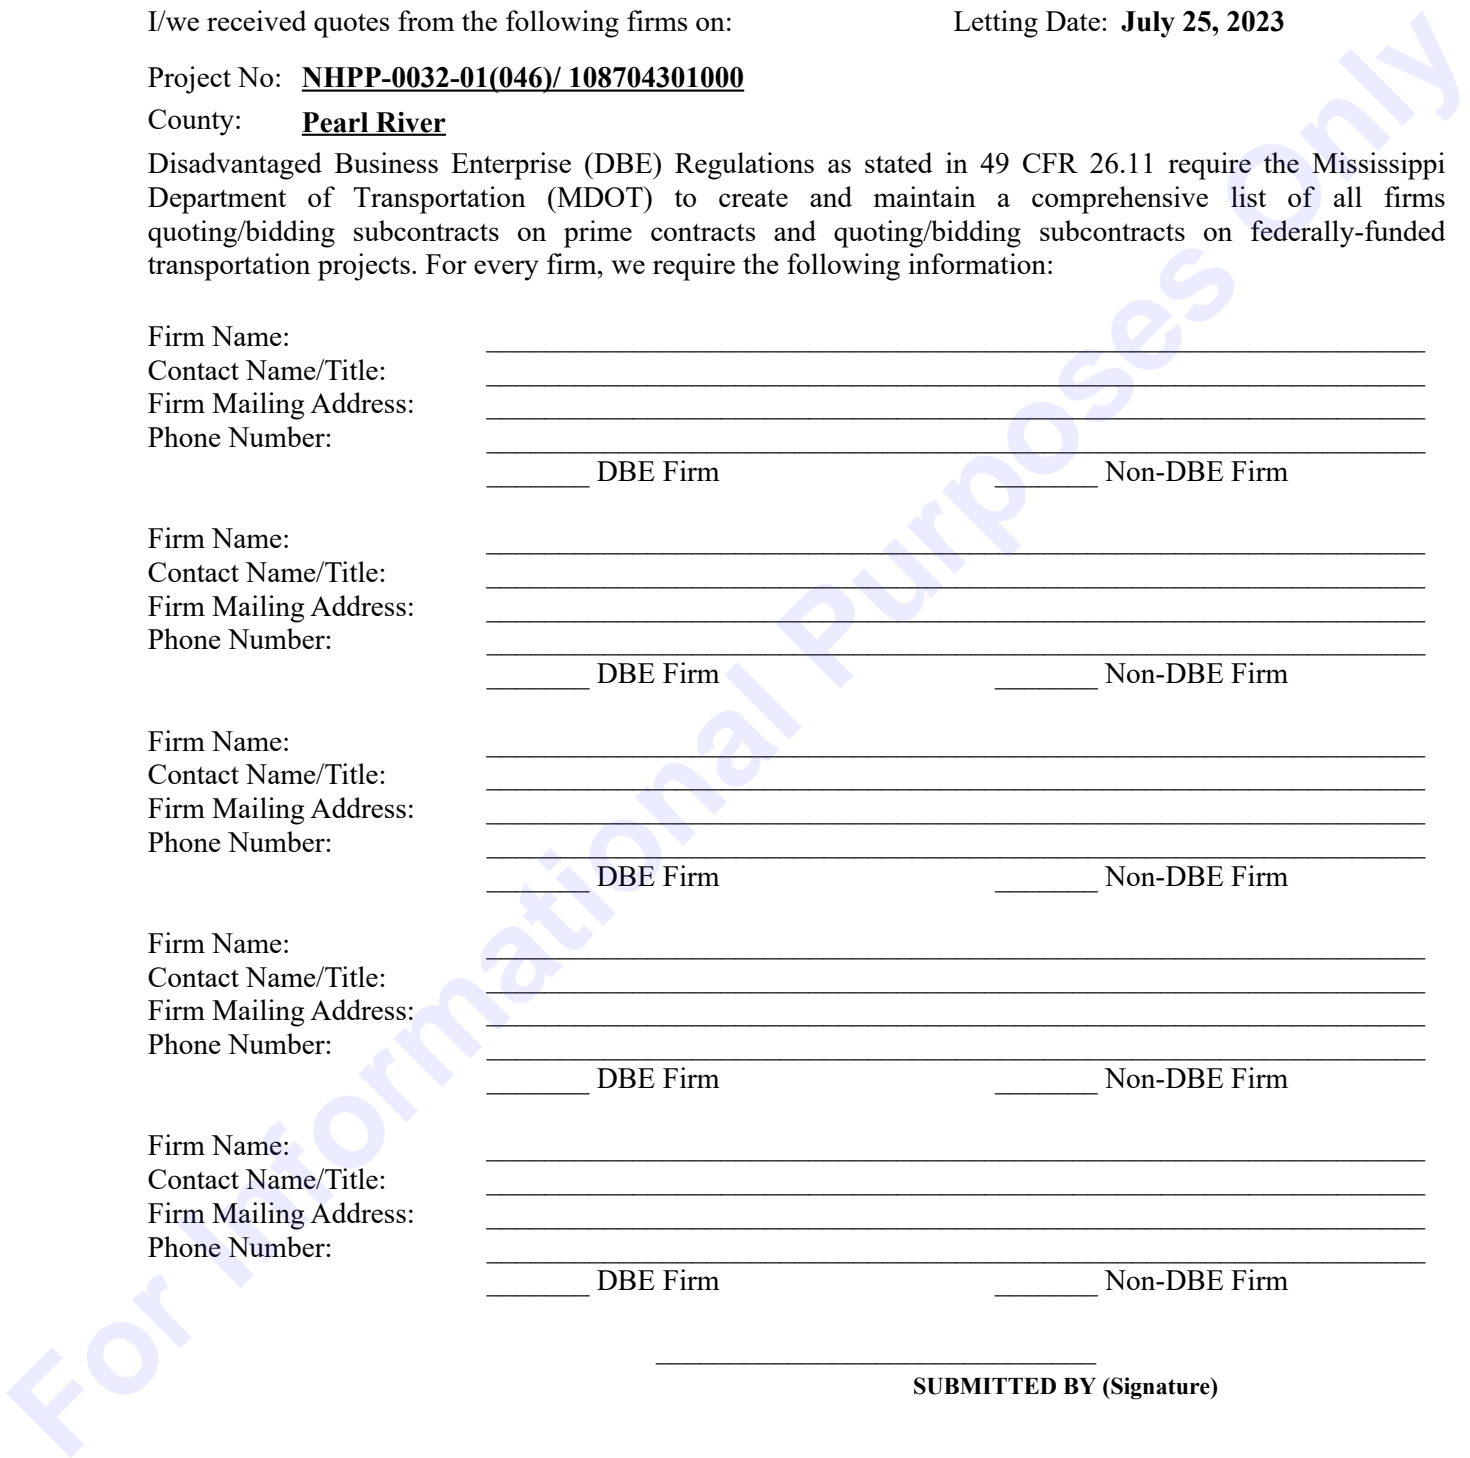 I/we received quotes from the following firms on: Letting Date: July 25, 2023
Project No: NHPP-0032-01(046)/ 108704301000
County: Pearl River
Disadvantaged Business Enterprise (DBE) Regulations as stated in 49 CFR 26.11 require the Mississippi
Department of Transportation (MDOT) to create and maintain a comprehensive list of all firms
quoting/bidding subcontracts on prime contracts and quoting/bidding subcontracts on federally-funded
transportation projects. For every firm, we require the following information:
Firm Name:
Contact Name/Title:
Firm Mailing Address:
Phone Number:
DBE Firm Non-DBE Firm
Firm Name:
Contact Name/Title:
Firm Mailing Address:
Phone Number:
DBE Firm Non-DBE Firm
Firm Name:
Contact Name/Title:
Firm Mailing Address:
Phone Number:
DBE Firm Non-DBE Firm
Firm Name:
Contact Name/Title:
Firm Mailing Address:
Phone Number:
DBE Firm Non-DBE Firm
Firm Name:
Contact Name/Title:
Firm Mailing Address:
Phone Number:
DBE Firm Non-DBE Firm
SUBMITTED BY (Signature)
For Informational Purposes Only